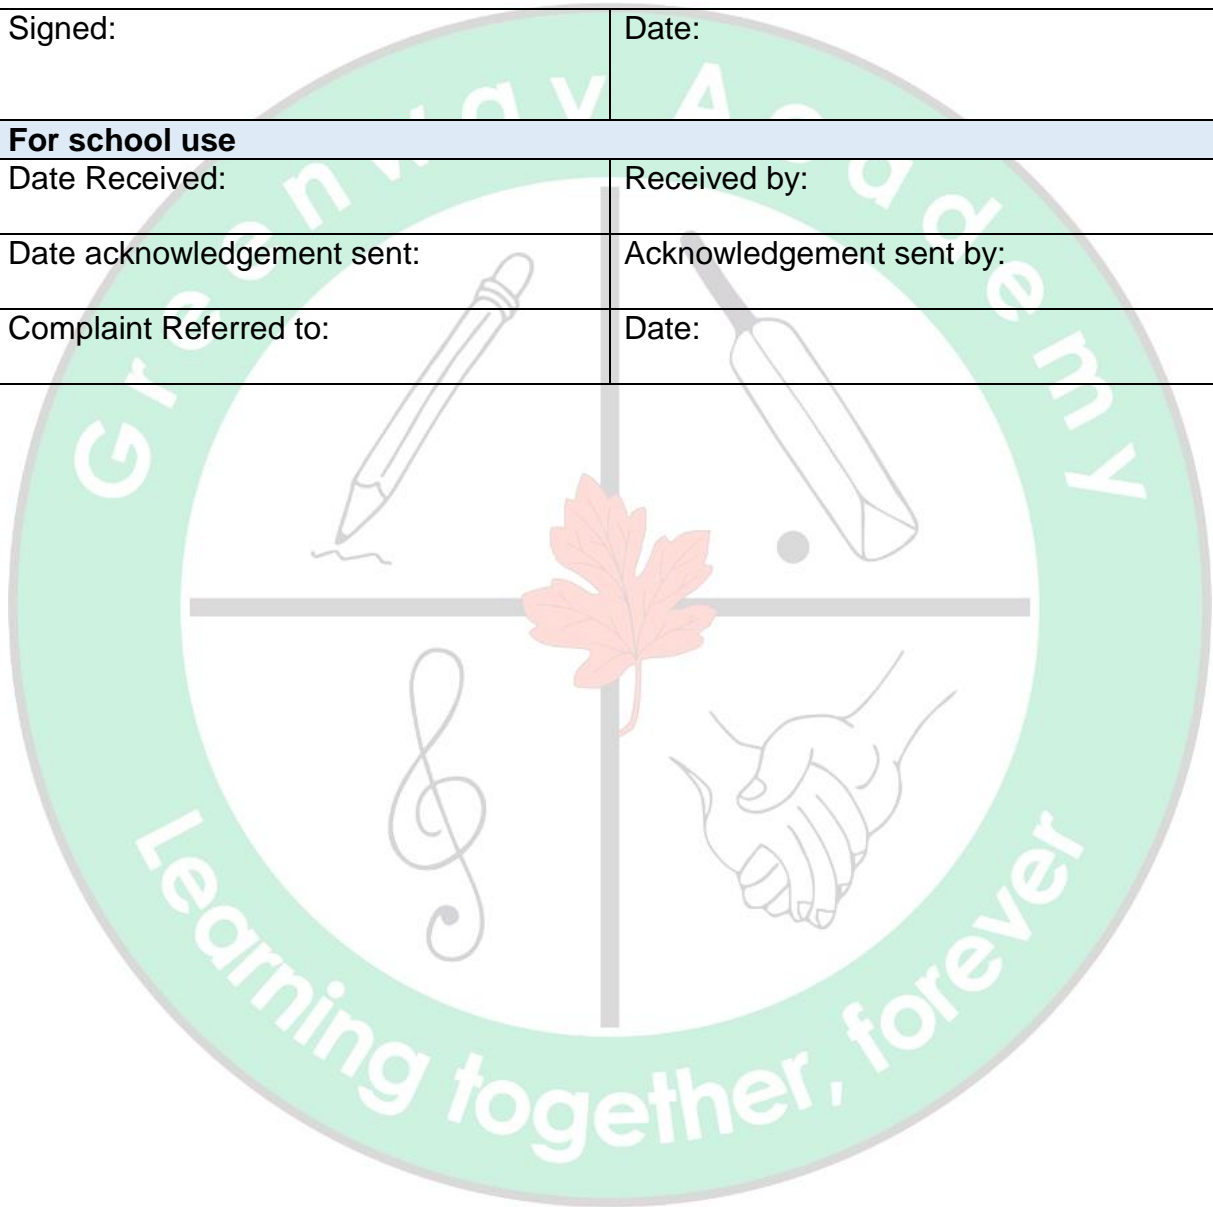 Signed: Date:
For school use
Date Received: Received by:
Date acknowledgement sent: Acknowledgement sent by:
Complaint Referred to: Date:
Greenway Academy
Learning together, forever